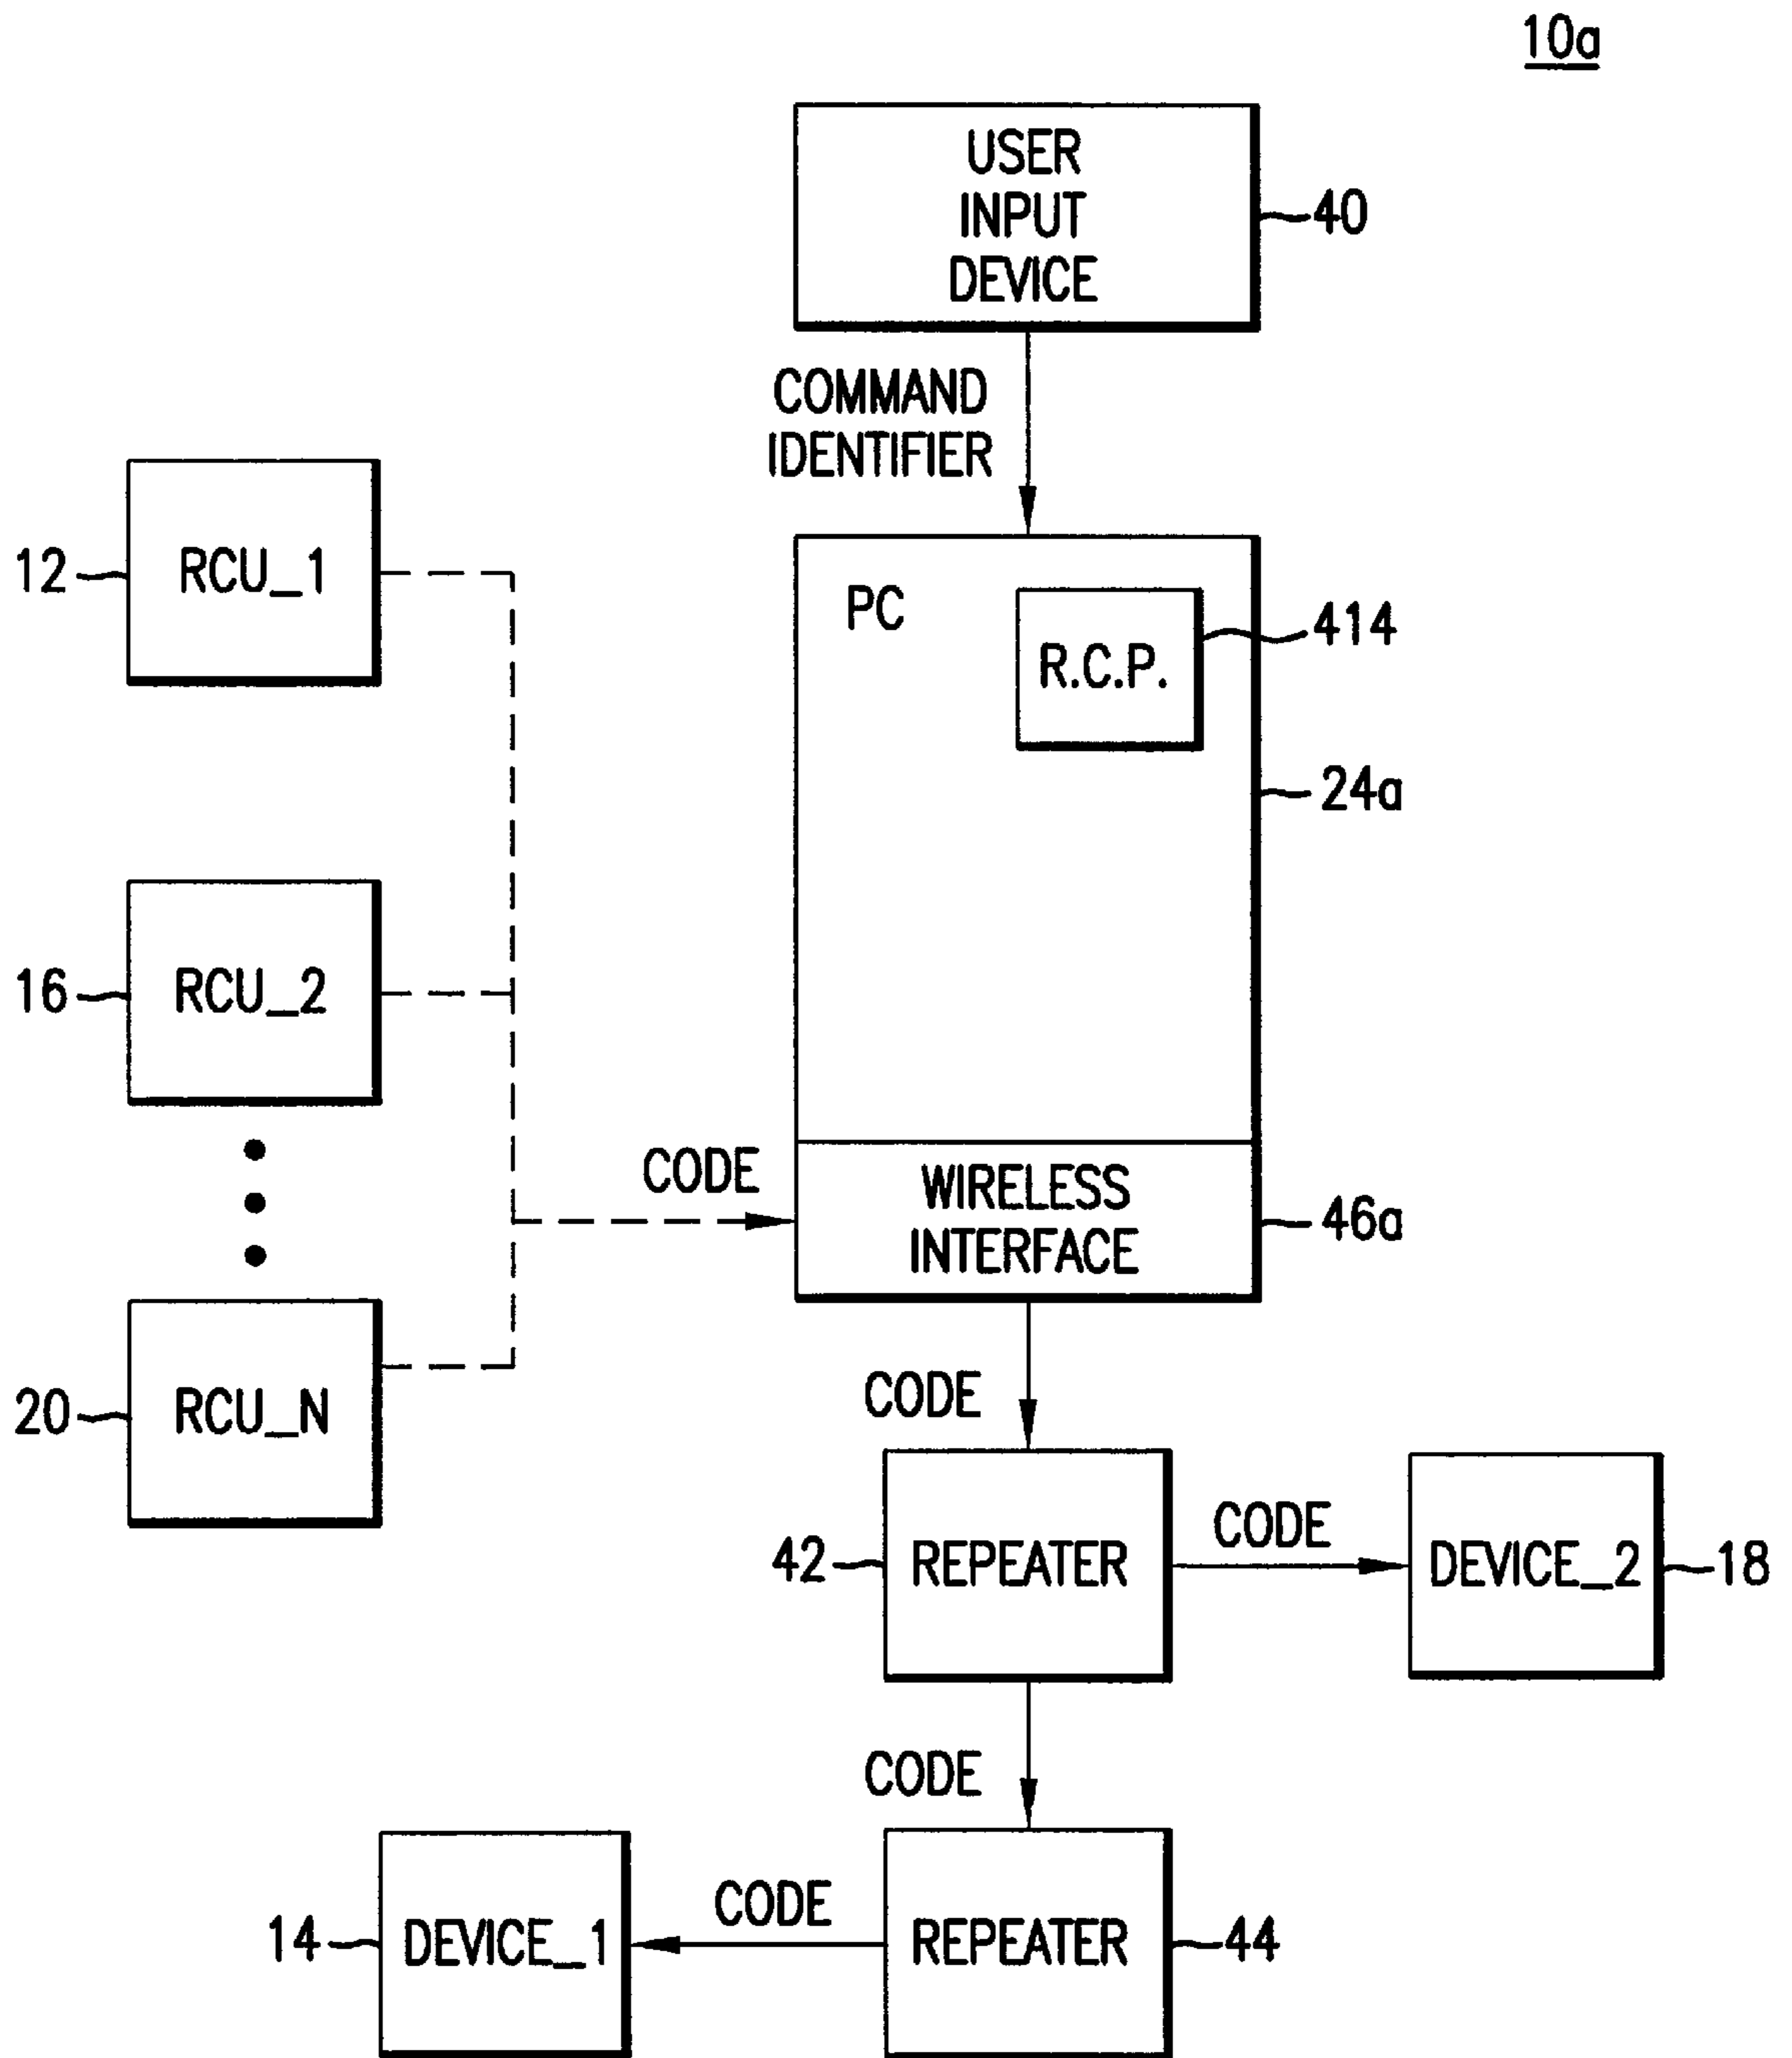 10a
USER
INPUT
DEVICE
40
COMMAND
IDENTIFIER
12
RCU_1
PC
R.C.P.
414
24a
16
RCU_2
CODE
WIRELESS
INTERFACE
46a
20
RCU_N
CODE
42
REPEATER
CODE
DEVICE_2
18
CODE
14
DEVICE_1
CODE
REPEATER
44